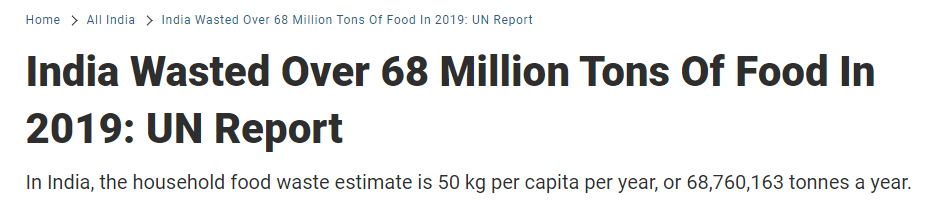 Home > All India > India Wasted Over 68 Million Tons Of Food In 2019: UN Report
India Wasted Over 68 Million Tons Of Food In
2019: UN Report
In India, the household food waste estimate is 50 kg per capita per year, or 68,760,163 tonnes a year.